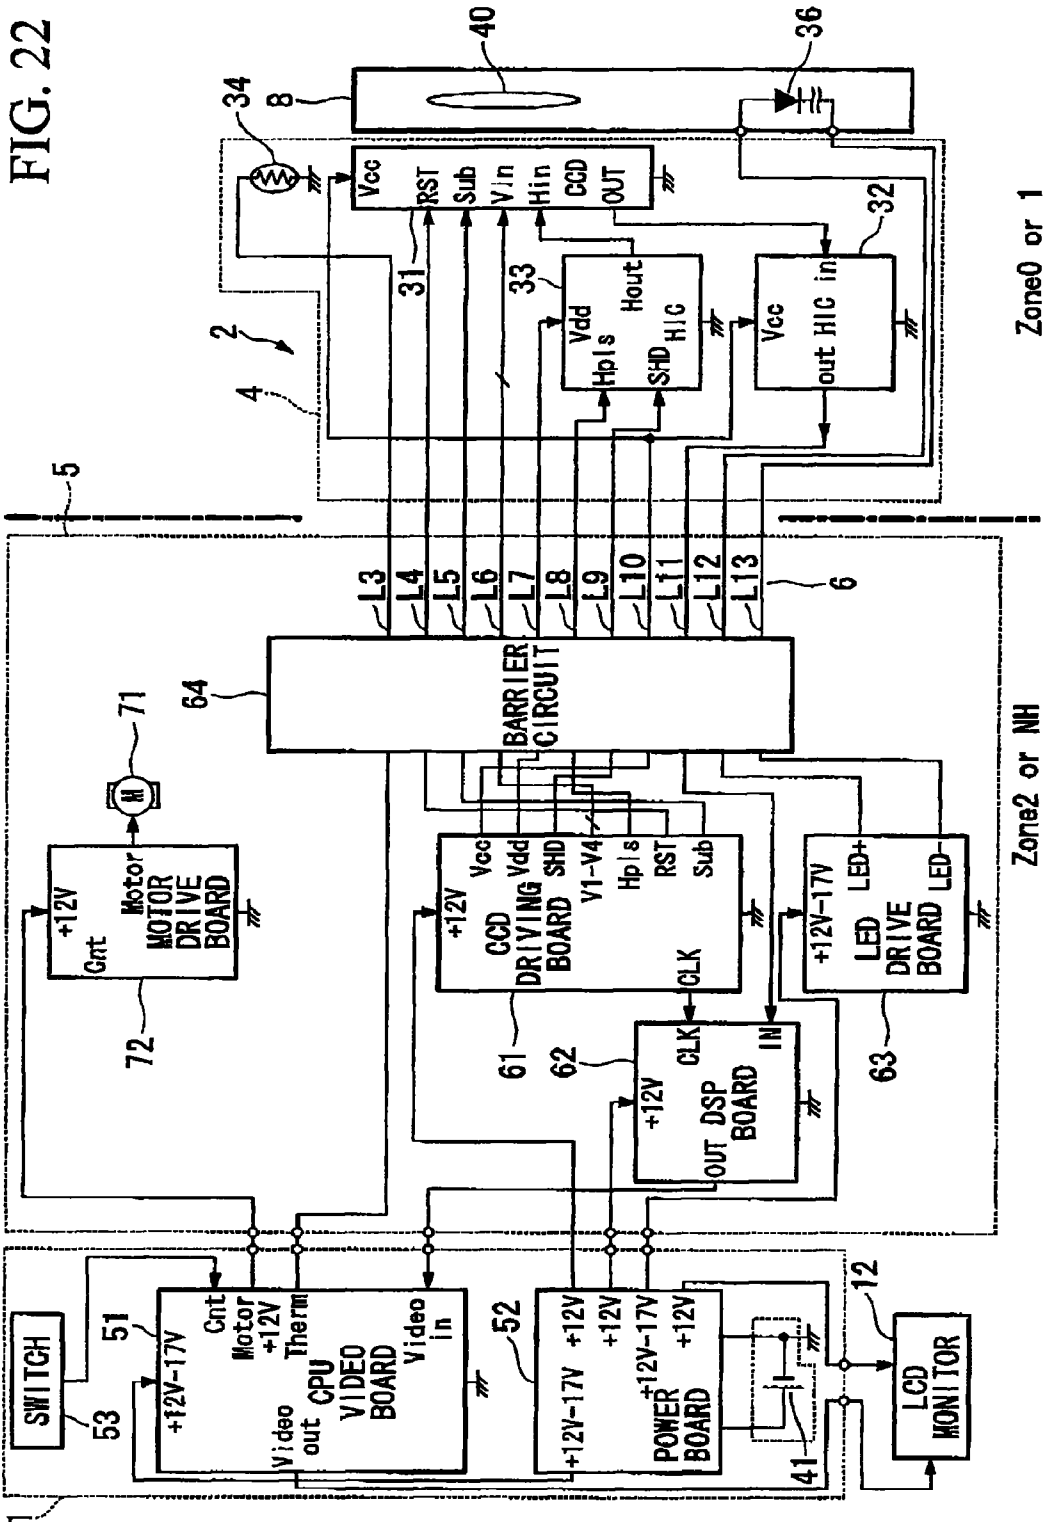 FIG. 22
SWITCH
53
51
+12V-17V
Cnt
Motor
+12V
Therm
CPU
VIDEO
BOARD
Video
out
Video
in
52
+12V-17V
+12V
+12V
+12V-17V
+12V
POWER
BOARD
41
12
LCD
MONITOR
5
72
+12V
Cnt
Motor
MOTOR
DRIVE
BOARD
71
M
61
+12V
CCD
DRIVING
BOARD
Vcc
Vdd
SHD
V1-V4
Hpls
RST
Sub
CLK
62
+12V
CLK
IN
OUT
DSP
BOARD
63
+12V-17V
LED
DRIVE
BOARD
LED+
LED-
64
BARRIER
CIRCUIT
L3
L4
L5
L6
L7
L8
L9
L10
L11
L12
L13
6
Zone2 or NH
2
4
34
31
Vcc
RST
Sub
Vin
Hin
CCD
OUT
33
Vdd
Hpls
Hout
SHD
HIC
32
Vcc
out HIC in
8
40
36
Zone0 or 1